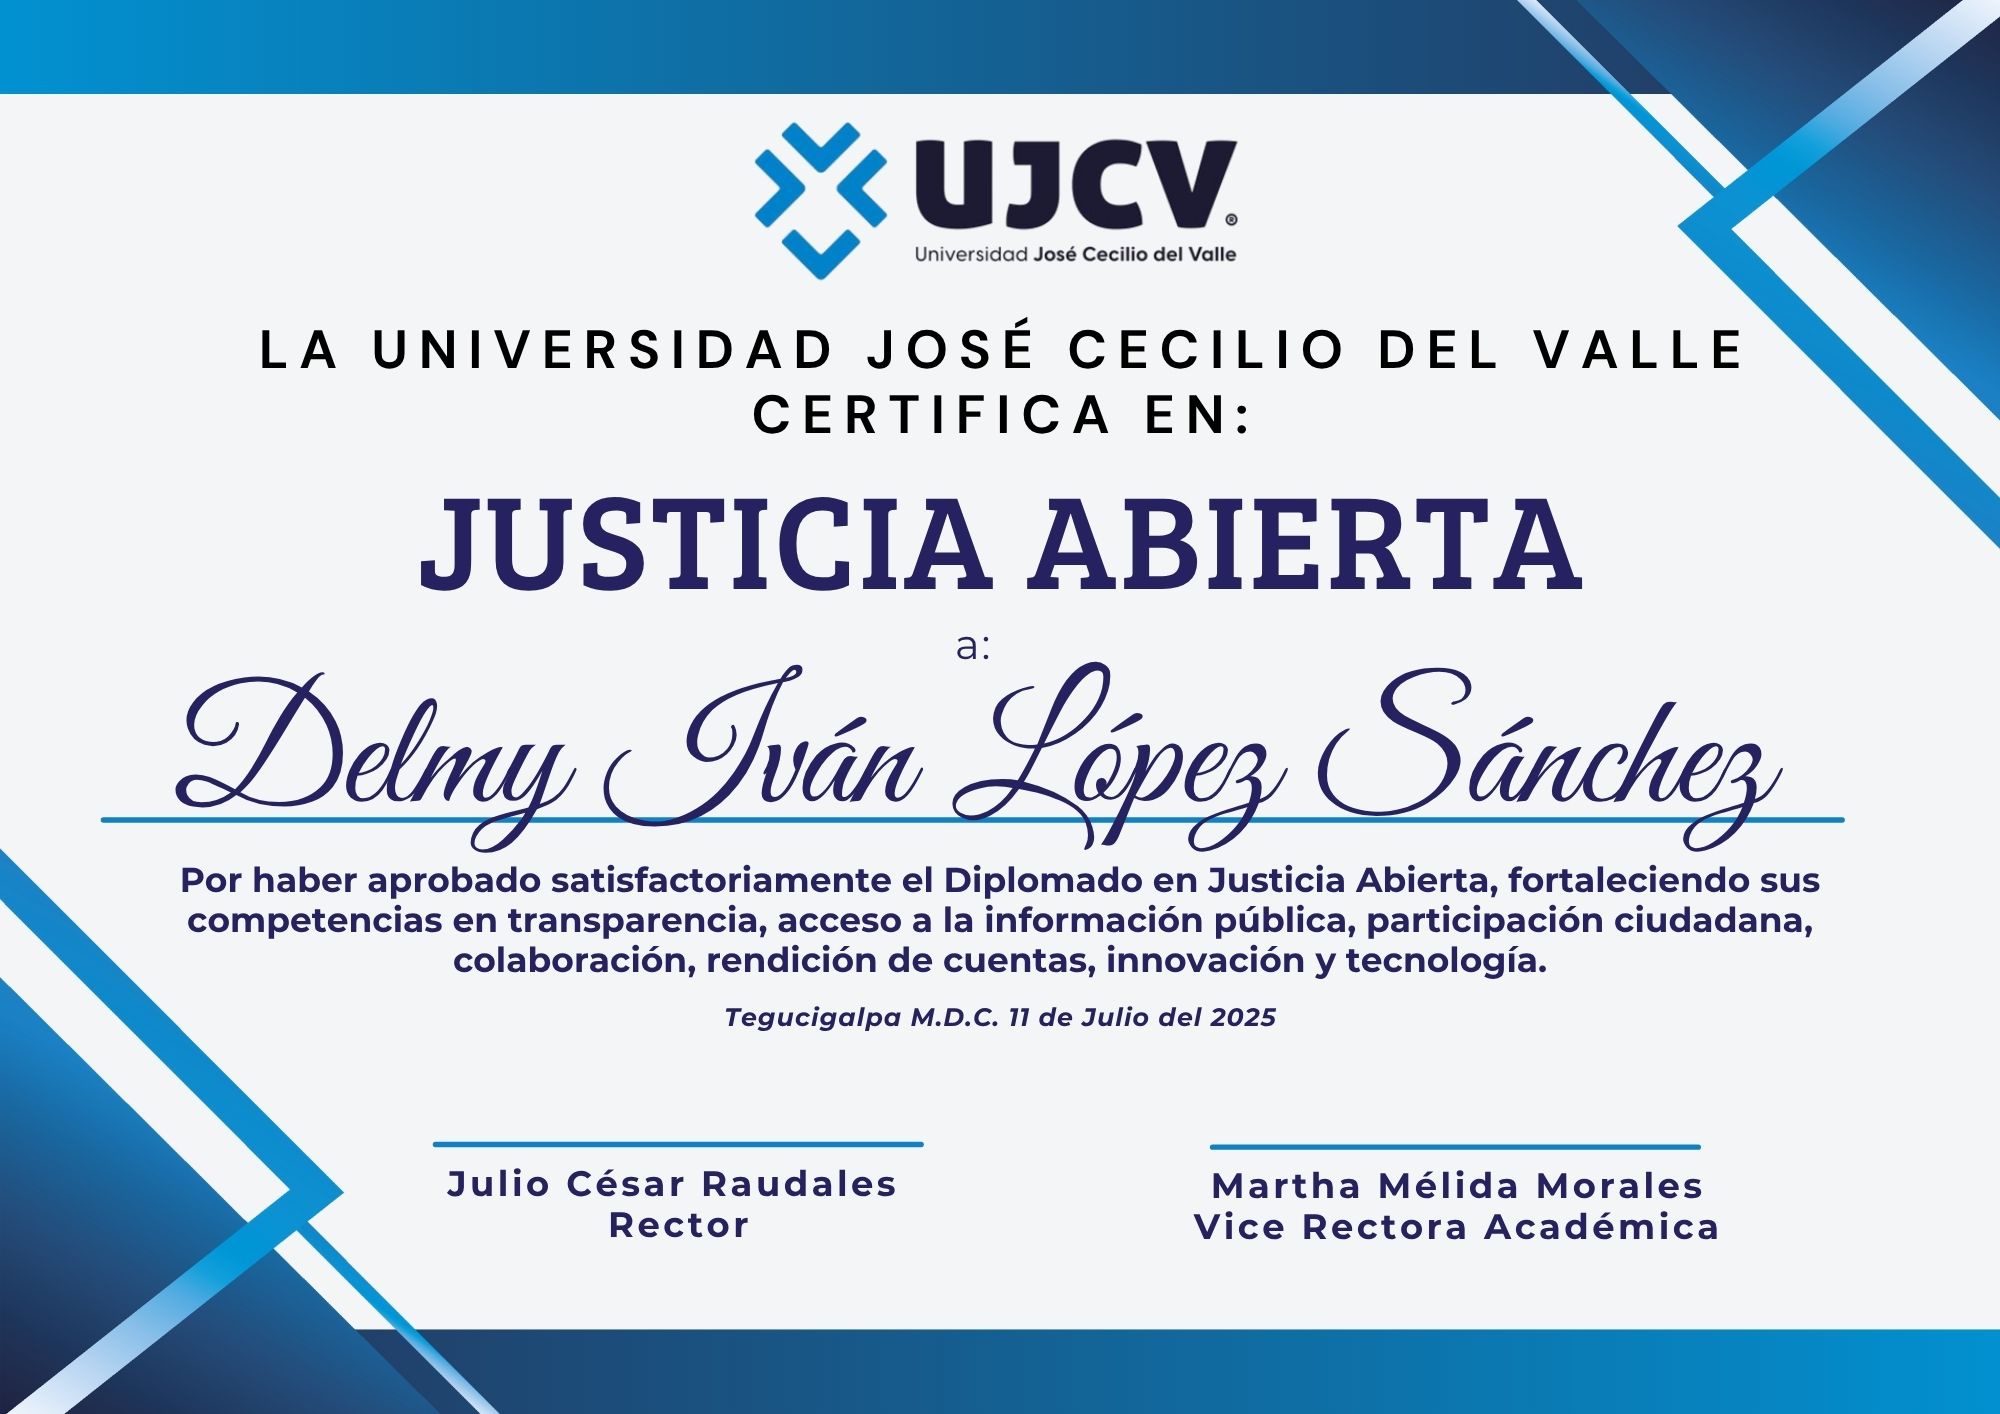 UJCV®
Universidad José Cecilio del Valle
LA UNIVERSIDAD JOSÉ CECILIO DEL VALLE
CERTIFICA EN:
JUSTICIA ABIERTA
a:
Delmy Iván López Sánchez
Por haber aprobado satisfactoriamente el Diplomado en Justicia Abierta, fortaleciendo sus
competencias en transparencia, acceso a la información pública, participación ciudadana,
colaboración, rendición de cuentas, innovación y tecnología.
Tegucigalpa M.D.C. 11 de Julio del 2025
Julio César Raudales
Rector
Martha Mélida Morales
Vice Rectora Académica